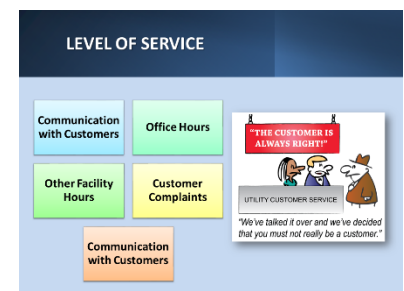 LEVEL OF SERVICE
Communication
with Customers
Office Hours
Other Facility
Hours
Customer
Complaints
Communication
with Customers
"THE CUSTOMER IS
ALWAYS RIGHT!"
UTILITY CUSTOMER SERVICE
"We've talked it over and we've decided
that you must not really be a customer."